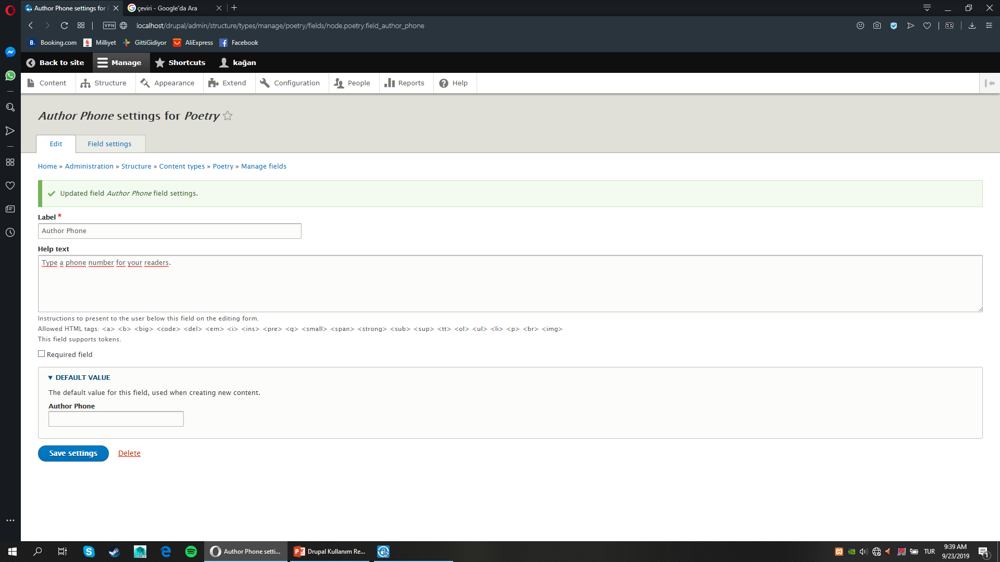 Author Phone settings for P
çeviri - Google'da Ara
VPN
localhost/drupal/admin/structure/types/manage/poetry/fields/node.poetry.field_author_phone
B. Booking.com
Milliyet
GittiGidiyor
AliExpress
Facebook
Back to site
Manage
Shortcuts
kağan
Content
Structure
Appearance
Extend
Configuration
People
Reports
Help
Author Phone settings for Poetry
Edit
Field settings
Home » Administration » Structure » Content types » Poetry » Manage fields
Updated field Author Phone field settings.
Label *
Author Phone
Help text
Type a phone number for your readers.
Instructions to present to the user below this field on the editing form.
Allowed HTML tags: <a> <b> <big> <code> <del> <em> <i> <ins> <pre> <q> <small> <span> <strong> <sub> <sup> <tt> <ol> <ul> <li> <p> <br> <img>
This field supports tokens.
Required field
▼ DEFAULT VALUE
The default value for this field, used when creating new content.
Author Phone
Save settings
Delete
Author Phone setti...
Drupal Kullanım Re...
TUR
9:39 AM
9/23/2019
1